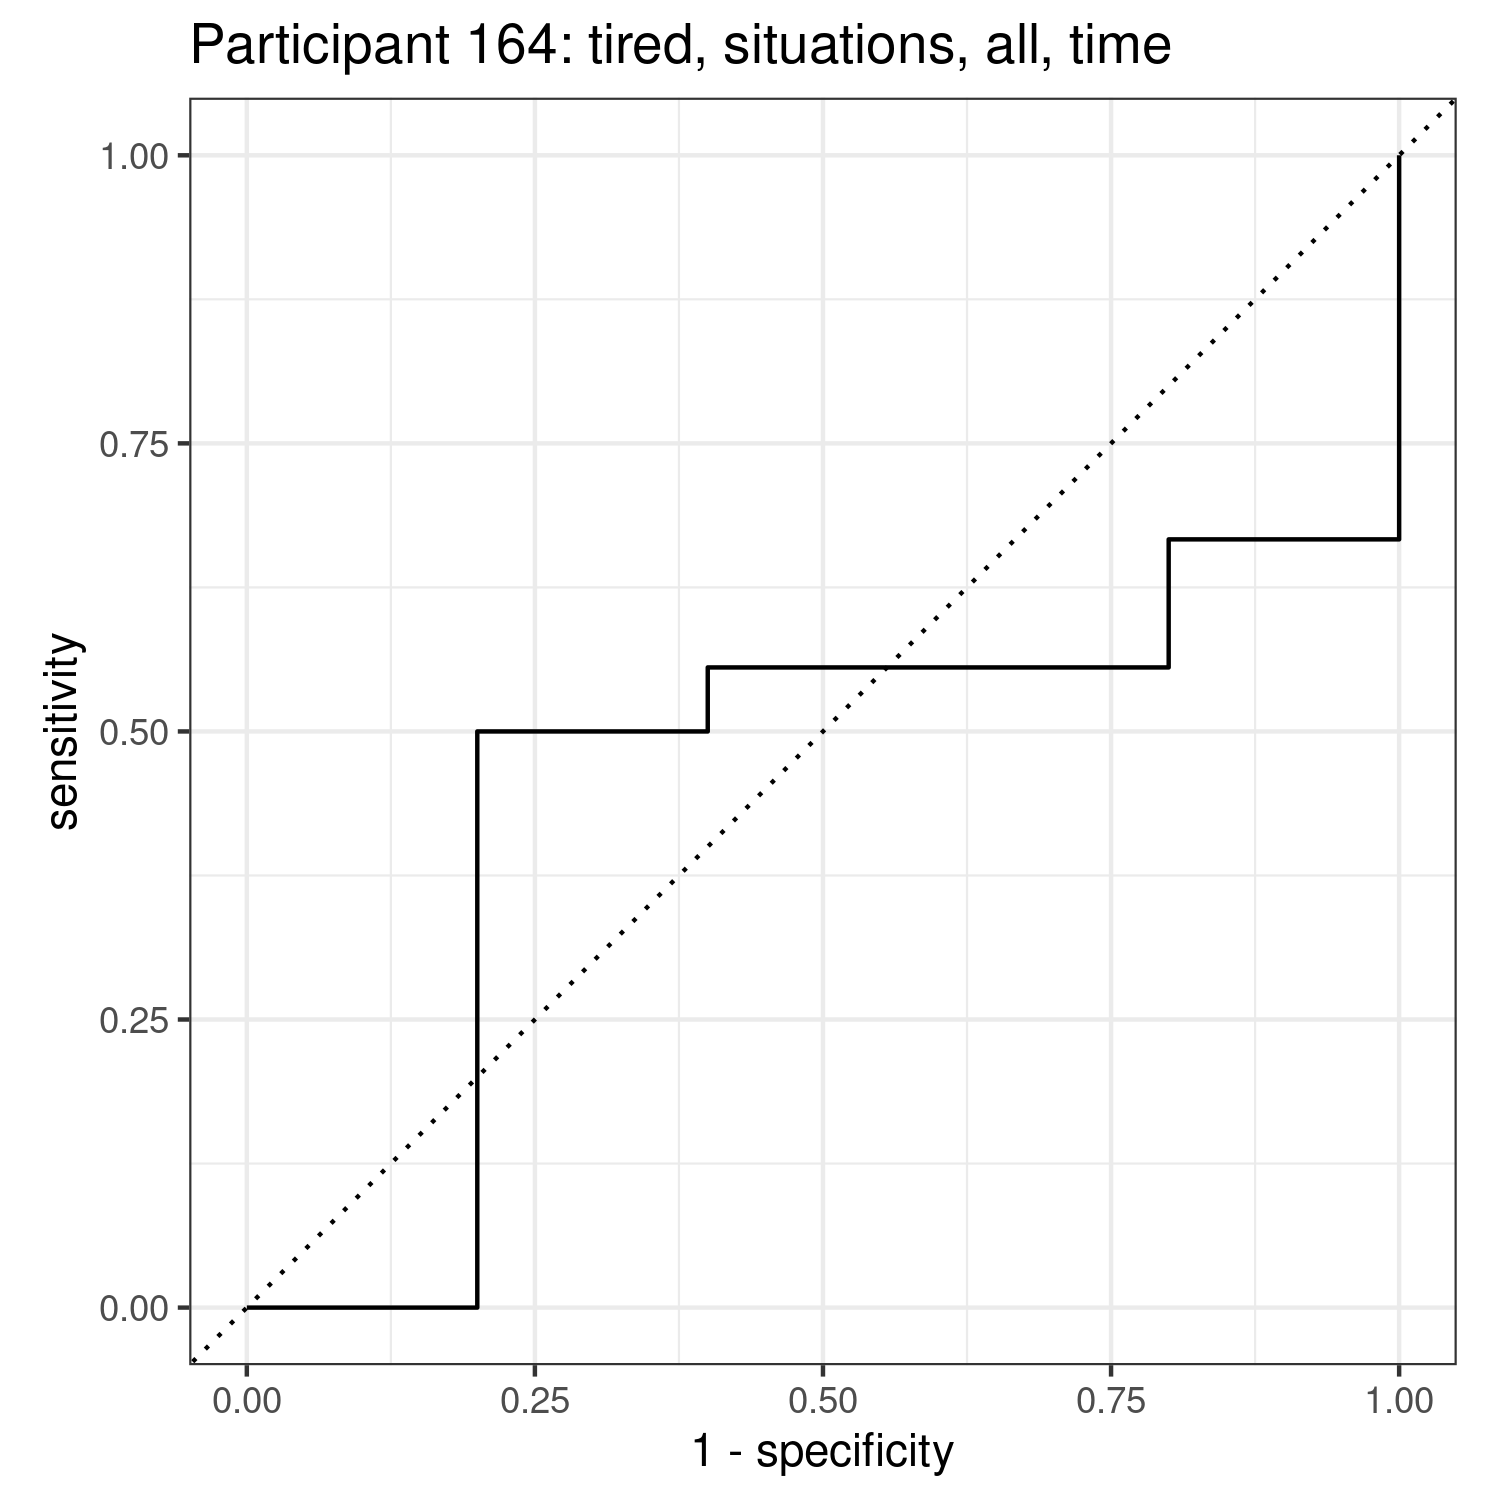 Participant 164: tired, situations, all, time
1.00
0.75
0.50
0.25
0.00
sensitivity
0.00 0.25 0.50 0.75 1.00
1 - specificity